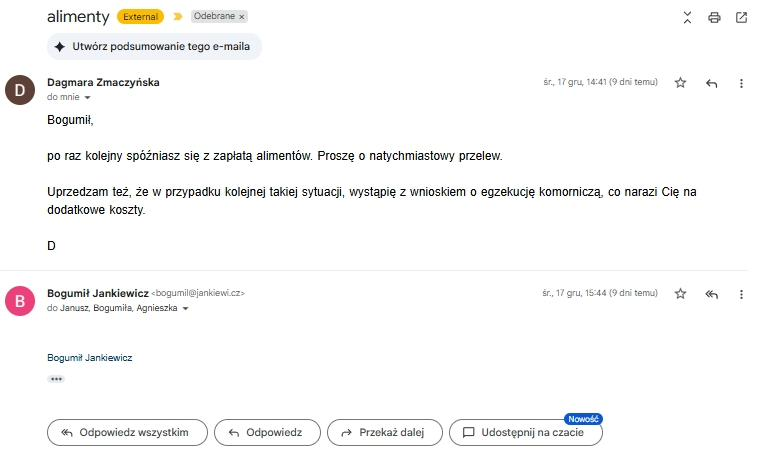 alimenty External Odebrane ×
Utwórz podsumowanie tego e-maila
D
Dagmara Zmaczyńska śr., 17 gru, 14:41 (9 dni temu)
do mnie
Bogumił,
po raz kolejny spóźniasz się z zapłatą alimentów. Proszę o natychmiastowy przelew.
Uprzedzam też, że w przypadku kolejnej takiej sytuacji, wystąpię z wnioskiem o egzekucję komorniczą, co narazi Cię na
dodatkowe koszty.
D
B
Bogumił Jankiewicz <bogumil@jankiewi.cz> śr., 17 gru, 15:44 (9 dni temu)
do Janusz, Bogumiła, Agnieszka
Bogumił Jankiewicz
Nowość
Odpowiedz wszystkim Odpowiedz Przekaż dalej Udostępnij na czacie